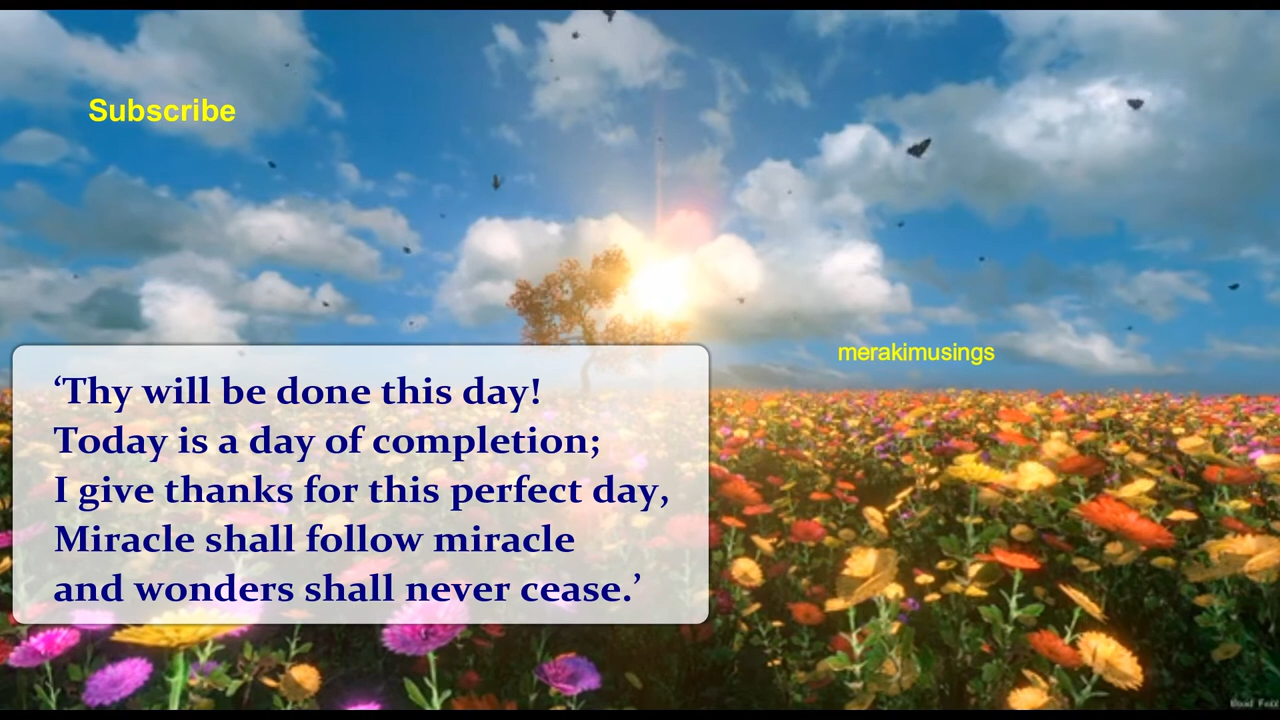 Subscribe
merakimusings
‘Thy will be done this day!
Today is a day of completion;
I give thanks for this perfect day,
Miracle shall follow miracle
and wonders shall never cease.’